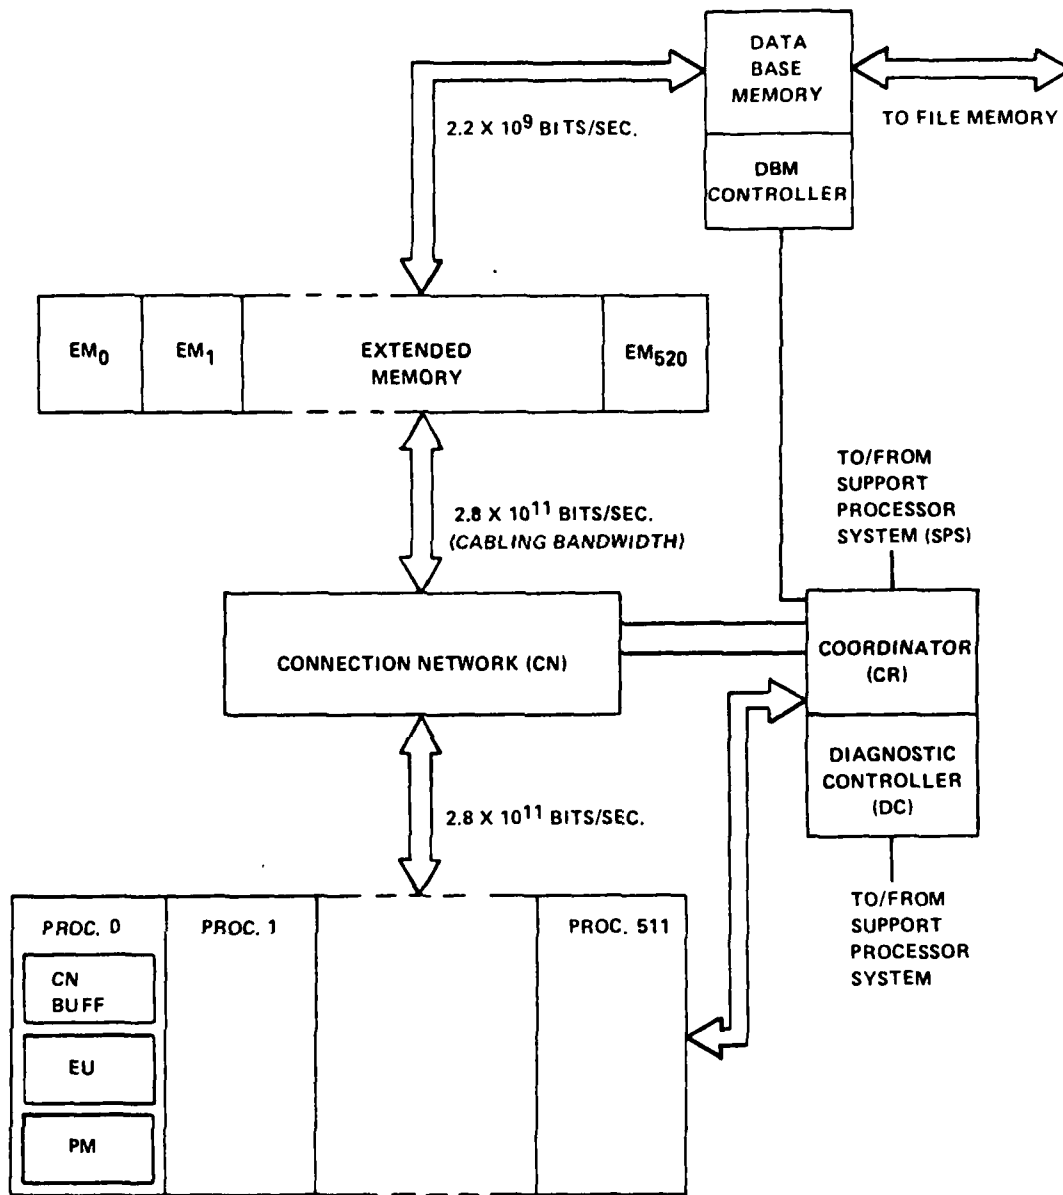 DATA
BASE
MEMORY
TO FILE MEMORY
2.2 X 10⁹ BITS/SEC.
DBM
CONTROLLER
EM₀
EM₁
EXTENDED
MEMORY
EM₅₂₀
2.8 X 10¹¹ BITS/SEC.
(CABLING BANDWIDTH)
TO/FROM
SUPPORT
PROCESSOR
SYSTEM (SPS)
CONNECTION NETWORK (CN)
COORDINATOR
(CR)
DIAGNOSTIC
CONTROLLER
(DC)
2.8 X 10¹¹ BITS/SEC.
TO/FROM
SUPPORT
PROCESSOR
SYSTEM
PROC. 0
PROC. 1
PROC. 511
CN
BUFF
EU
PM